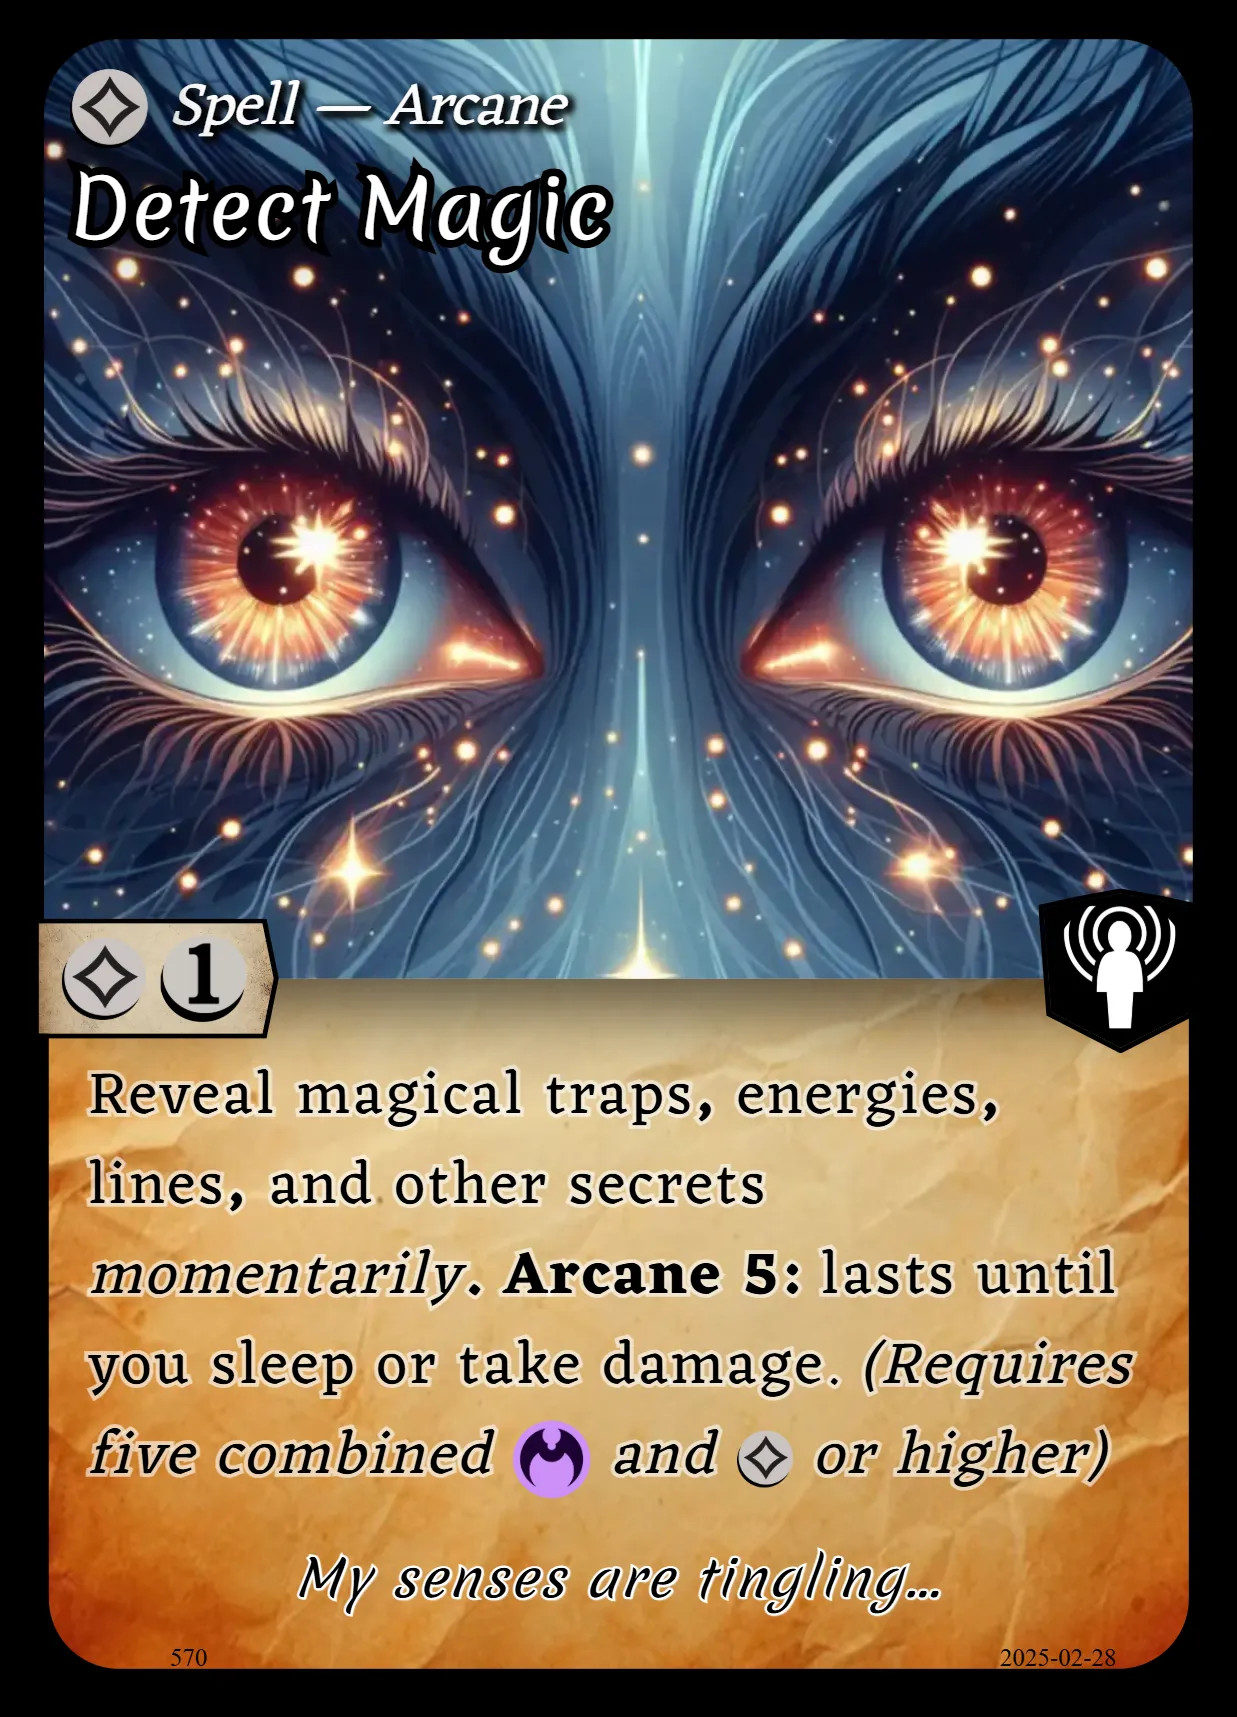 Spell — Arcane
Detect Magic
1
Reveal magical traps, energies,
lines, and other secrets
momentarily. Arcane 5: lasts until
you sleep or take damage. (Requires
five combined and or higher)
My senses are tingling...
570
2025-02-28